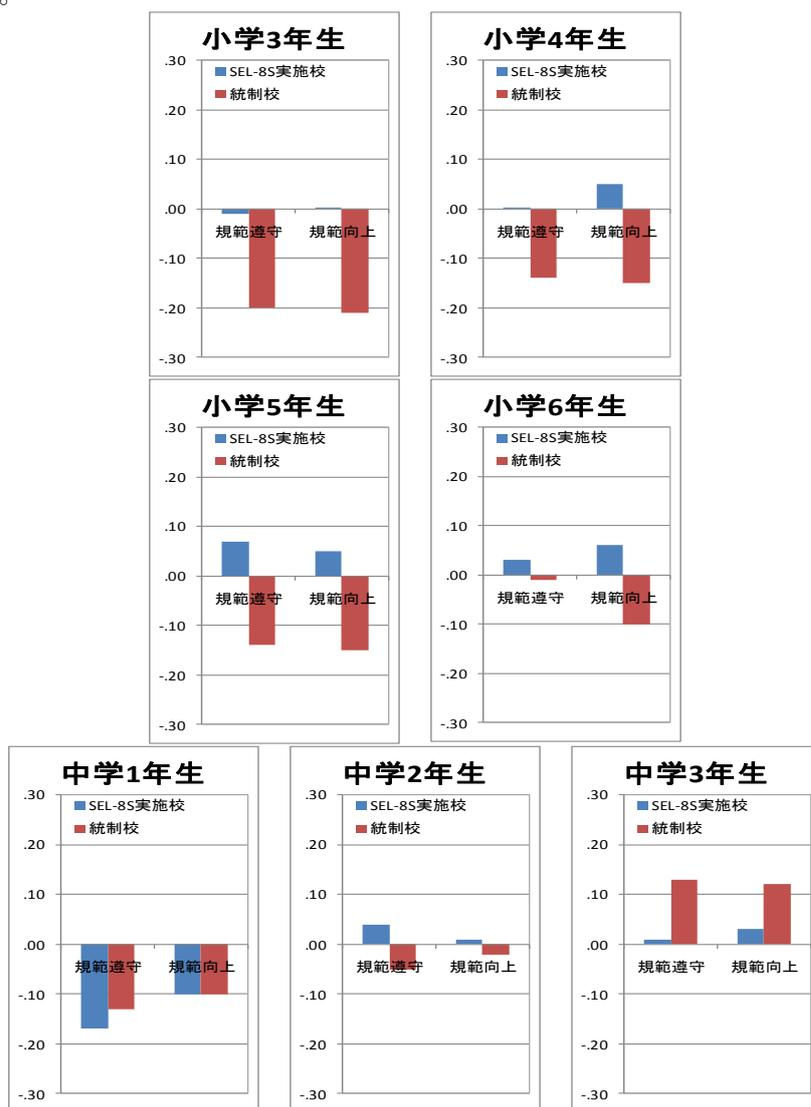 。
小学3年生
SEL-8S実施校
統制校
.30
.20
.10
.00
-.10
-.20
-.30
規範遵守 規範向上
小学4年生
SEL-8S実施校
統制校
.30
.20
.10
.00
-.10
-.20
-.30
規範遵守 規範向上
小学5年生
SEL-8S実施校
統制校
.30
.20
.10
.00
-.10
-.20
-.30
規範遵守 規範向上
小学6年生
SEL-8S実施校
統制校
.30
.20
.10
.00
-.10
-.20
-.30
規範遵守 規範向上
中学1年生
SEL-8S実施校
統制校
.30
.20
.10
.00
-.10
-.20
-.30
規範遵守 規範向上
中学2年生
SEL-8S実施校
統制校
.30
.20
.10
.00
-.10
-.20
-.30
規範遵守 規範向上
中学3年生
SEL-8S実施校
統制校
.30
.20
.10
.00
-.10
-.20
-.30
規範遵守 規範向上